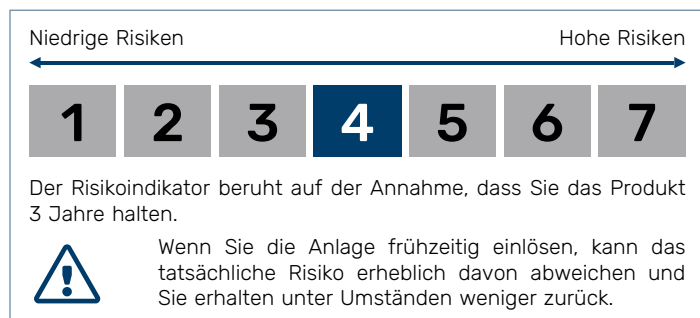 Niedrige Risiken Hohe Risiken
1 2 3 4 5 6 7
Der Risikoindikator beruht auf der Annahme, dass Sie das Produkt
3 Jahre halten.
Wenn Sie die Anlage frühzeitig einlösen, kann das
tatsächliche Risiko erheblich davon abweichen und
Sie erhalten unter Umständen weniger zurück.